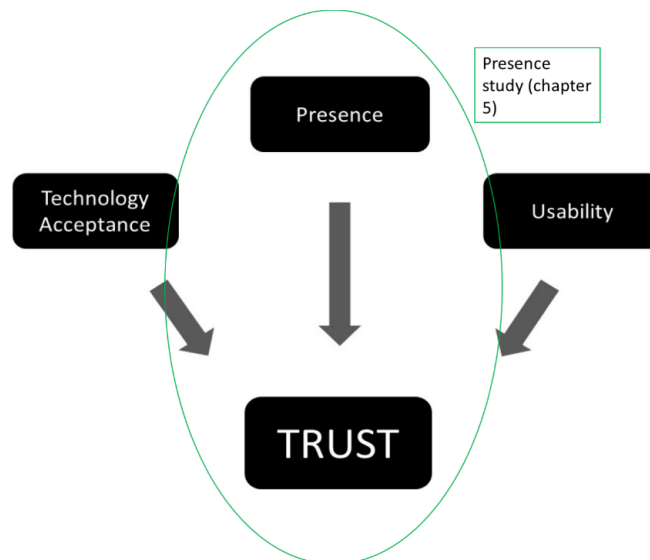 Presence
study (chapter
5)
Presence
Technology
Acceptance
Usability
TRUST